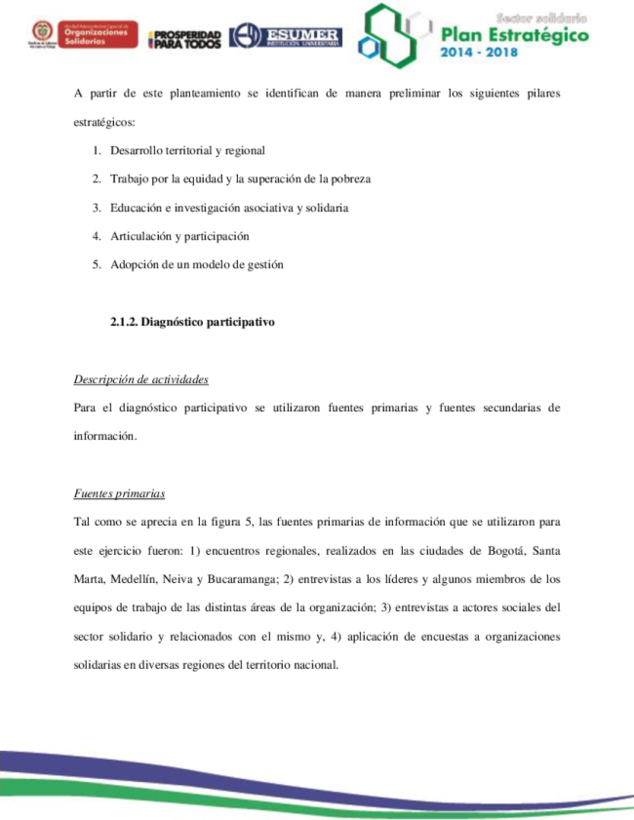 Unidad Administrativa Especial de
Organizaciones
Solidarias
PROSPERIDAD
PARA TODOS
ESUMER
INSTITUCIÓN UNIVERSITARIA
Sector solidario
Plan Estratégico
2014 - 2018
A partir de este planteamiento se identifican de manera preliminar los siguientes pilares
estratégicos:
1. Desarrollo territorial y regional
2. Trabajo por la equidad y la superación de la pobreza
3. Educación e investigación asociativa y solidaria
4. Articulación y participación
5. Adopción de un modelo de gestión
2.1.2. Diagnóstico participativo
Descripción de actividades
Para el diagnóstico participativo se utilizaron fuentes primarias y fuentes secundarias de
información.
Fuentes primarias
Tal como se aprecia en la figura 5, las fuentes primarias de información que se utilizaron para
este ejercicio fueron: 1) encuentros regionales, realizados en las ciudades de Bogotá, Santa
Marta, Medellín, Neiva y Bucaramanga; 2) entrevistas a los líderes y algunos miembros de los
equipos de trabajo de las distintas áreas de la organización; 3) entrevistas a actores sociales del
sector solidario y relacionados con el mismo y, 4) aplicación de encuestas a organizaciones
solidarias en diversas regiones del territorio nacional.